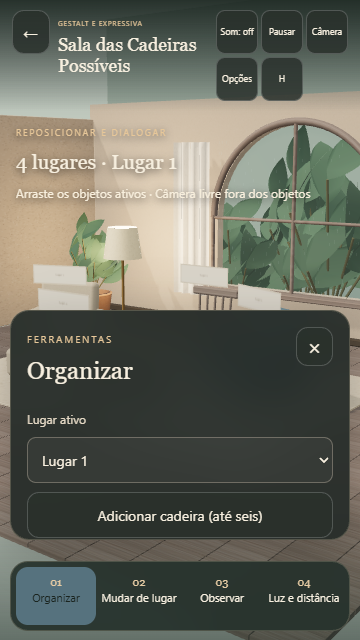 ←
GESTALT E EXPRESSIVA
Sala das Cadeiras
Possíveis
Som: off
Pausar
Câmera
Opções
H
REPOSICIONAR E DIALOGAR
4 lugares · Lugar 1
Arraste os objetos ativos · Câmera livre fora dos objetos
FERRAMENTAS
Organizar
×
Lugar ativo
Lugar 1
Adicionar cadeira (até seis)
01
Organizar
02
Mudar de lugar
03
Observar
04
Luz e distância